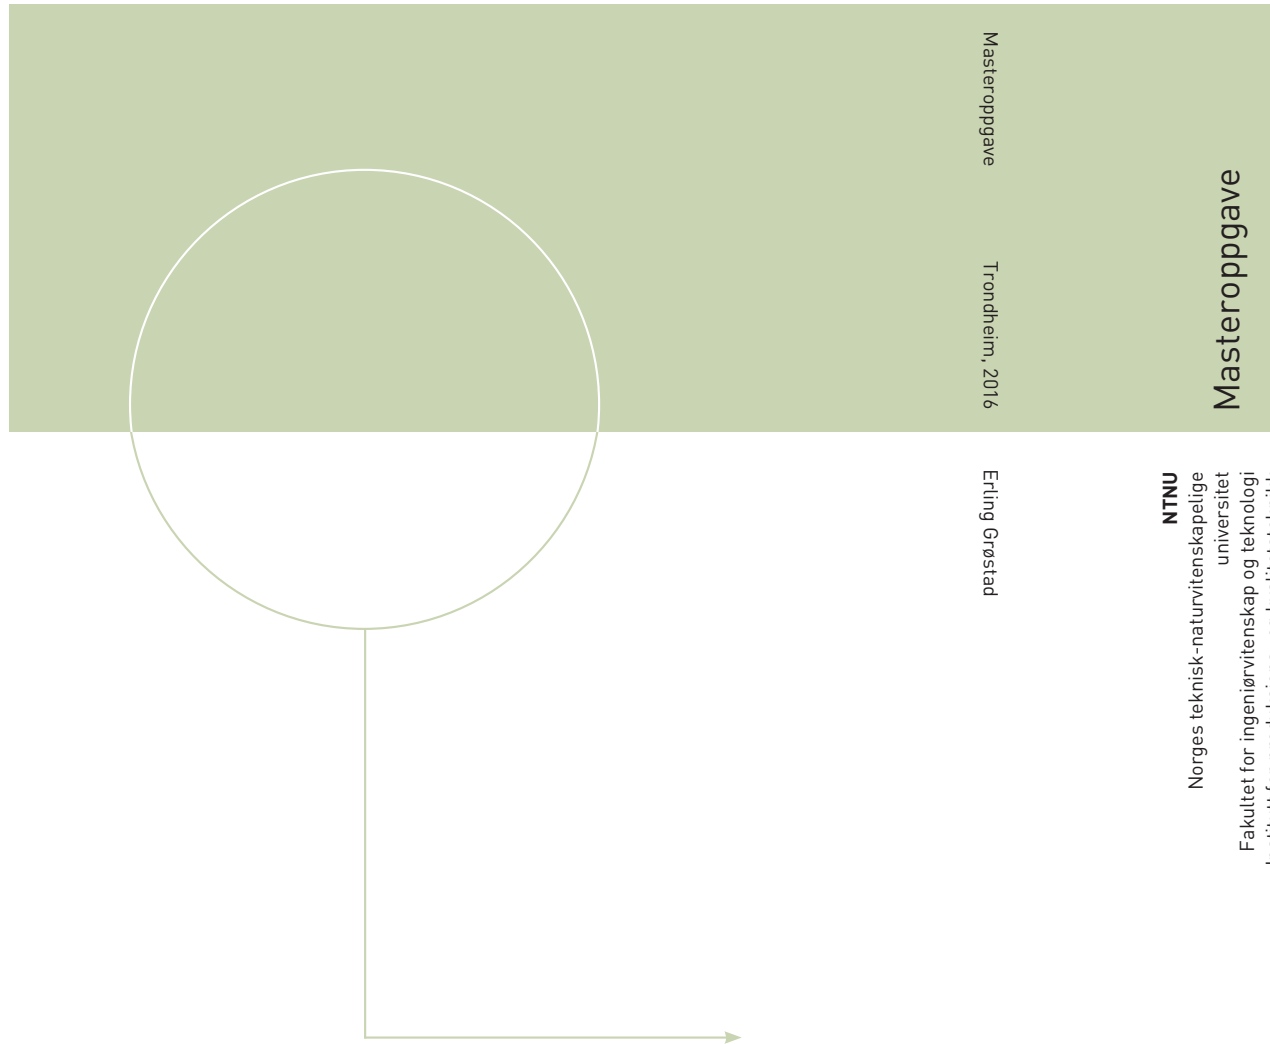 Masteroppgave
Trondheim, 2016
Erling Grøstad
Masteroppgave
NTNU
Norges teknisk-naturvitenskapelige
universitet
Fakultet for ingeniørvitenskap og teknologi